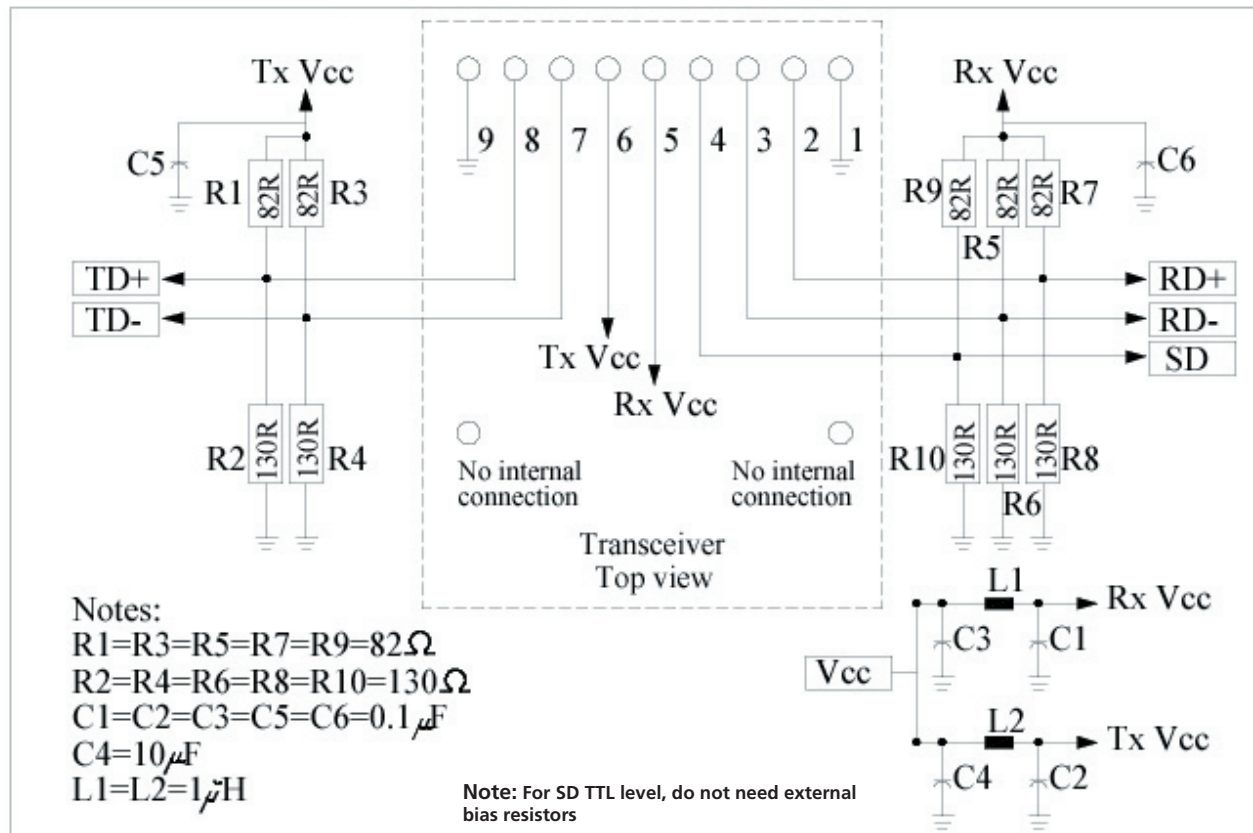 Tx Vcc
C5
R1
82R
82R
R3
9
8
7
6
5
4
3
2
1
Rx Vcc
R9
82R
82R
82R
R7
C6
R5
TD+
TD-
RD+
RD-
SD
Tx Vcc
Rx Vcc
R2
130R
130R
R4
No internal
connection
No internal
connection
R10
130R
130R
130R
R8
R6
Transceiver
Top view
L1
Rx Vcc
C3
C1
Vcc
L2
Tx Vcc
C4
C2
Notes:
R1=R3=R5=R7=R9=82Ω
R2=R4=R6=R8=R10=130Ω
C1=C2=C3=C5=C6=0.1μF
C4=10μF
L1=L2=1μH
Note: For SD TTL level, do not need external
bias resistors